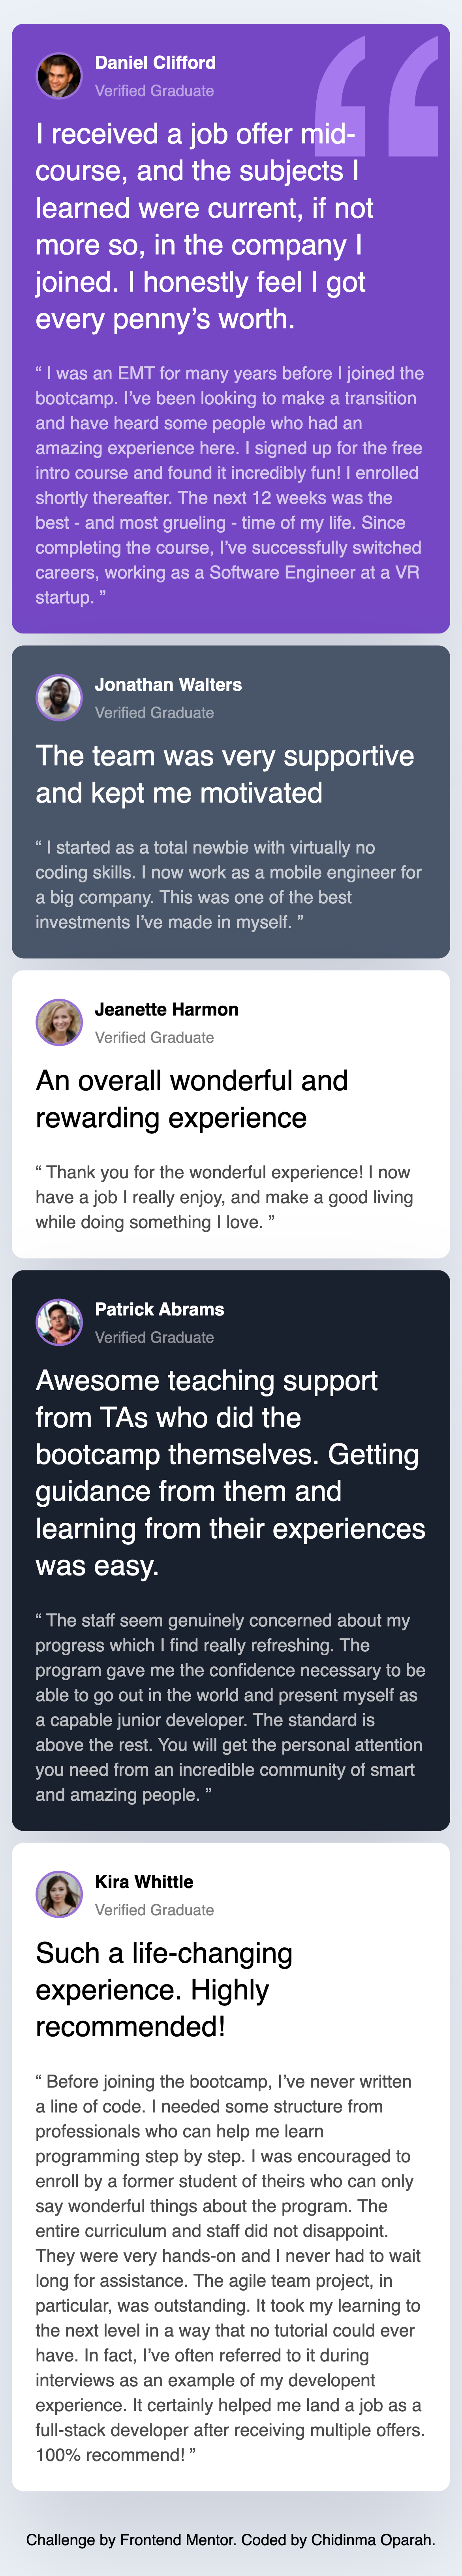 Daniel Clifford
Verified Graduate
I received a job offer mid-
course, and the subjects I
learned were current, if not
more so, in the company I
joined. I honestly feel I got
every penny’s worth.
“ I was an EMT for many years before I joined the
bootcamp. I’ve been looking to make a transition
and have heard some people who had an
amazing experience here. I signed up for the free
intro course and found it incredibly fun! I enrolled
shortly thereafter. The next 12 weeks was the
best - and most grueling - time of my life. Since
completing the course, I’ve successfully switched
careers, working as a Software Engineer at a VR
startup. ”
Jonathan Walters
Verified Graduate
The team was very supportive
and kept me motivated
“ I started as a total newbie with virtually no
coding skills. I now work as a mobile engineer for
a big company. This was one of the best
investments I’ve made in myself. ”
Jeanette Harmon
Verified Graduate
An overall wonderful and
rewarding experience
“ Thank you for the wonderful experience! I now
have a job I really enjoy, and make a good living
while doing something I love. ”
Patrick Abrams
Verified Graduate
Awesome teaching support
from TAs who did the
bootcamp themselves. Getting
guidance from them and
learning from their experiences
was easy.
“ The staff seem genuinely concerned about my
progress which I find really refreshing. The
program gave me the confidence necessary to be
able to go out in the world and present myself as
a capable junior developer. The standard is
above the rest. You will get the personal attention
you need from an incredible community of smart
and amazing people. ”
Kira Whittle
Verified Graduate
Such a life-changing
experience. Highly
recommended!
“ Before joining the bootcamp, I’ve never written
a line of code. I needed some structure from
professionals who can help me learn
programming step by step. I was encouraged to
enroll by a former student of theirs who can only
say wonderful things about the program. The
entire curriculum and staff did not disappoint.
They were very hands-on and I never had to wait
long for assistance. The agile team project, in
particular, was outstanding. It took my learning to
the next level in a way that no tutorial could ever
have. In fact, I’ve often referred to it during
interviews as an example of my developent
experience. It certainly helped me land a job as a
full-stack developer after receiving multiple offers.
100% recommend! ”
Challenge by Frontend Mentor. Coded by Chidinma Oparah.